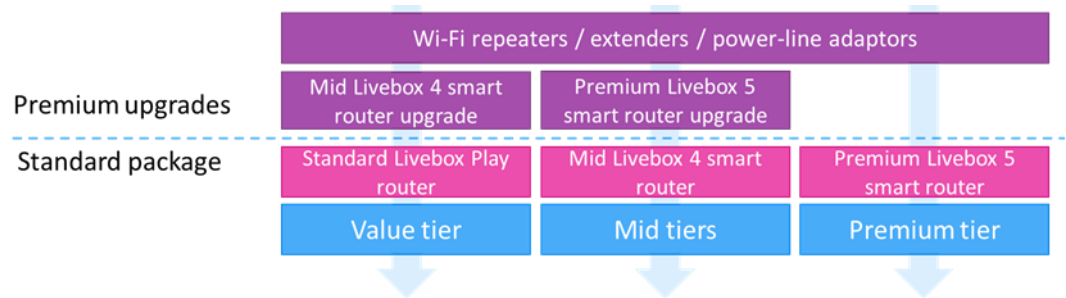 Wi-Fi repeaters / extenders / power-line adaptors
Premium upgrades
Mid Livebox 4 smart
router upgrade
Premium Livebox 5
smart router upgrade
Standard package
Standard Livebox Play
router
Mid Livebox 4 smart
router
Premium Livebox 5
smart router
Value tier
Mid tiers
Premium tier